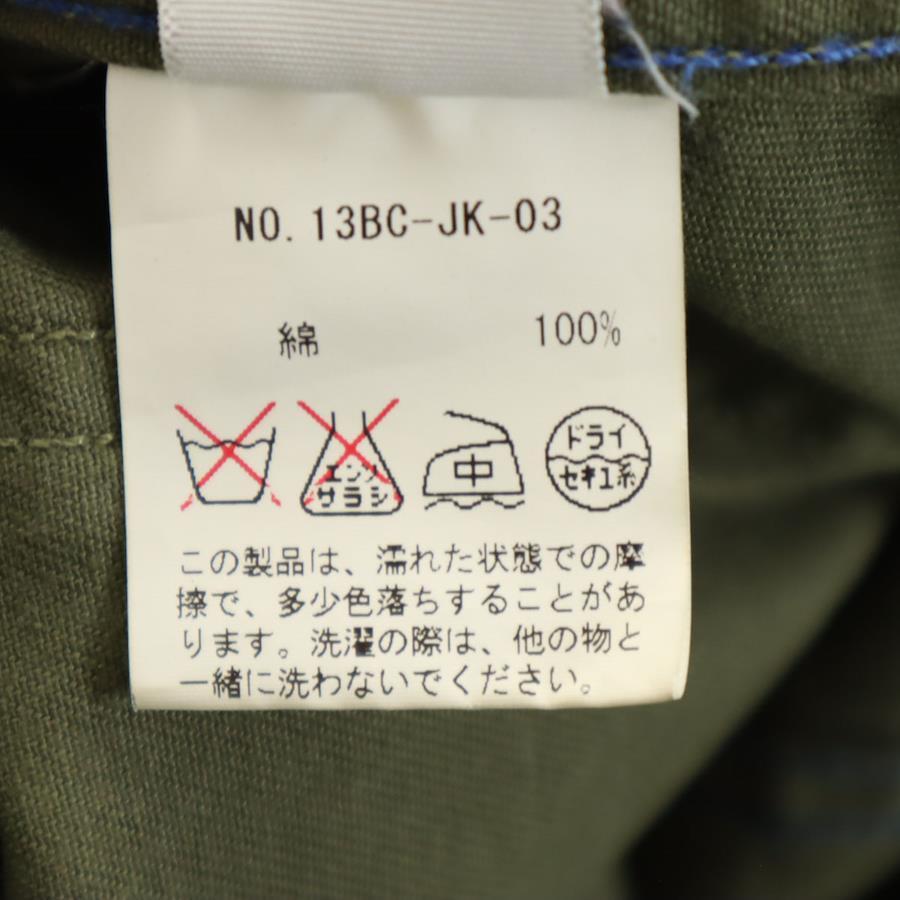 NO. 13BC-JK-03
綿 100%
エンソ
サラシ
中
ドライ
セキユ系
この製品は、濡れた状態での摩
擦で、多少色落ちすることがあ
ります。洗濯の際は、他の物と
一緒に洗わないでください。